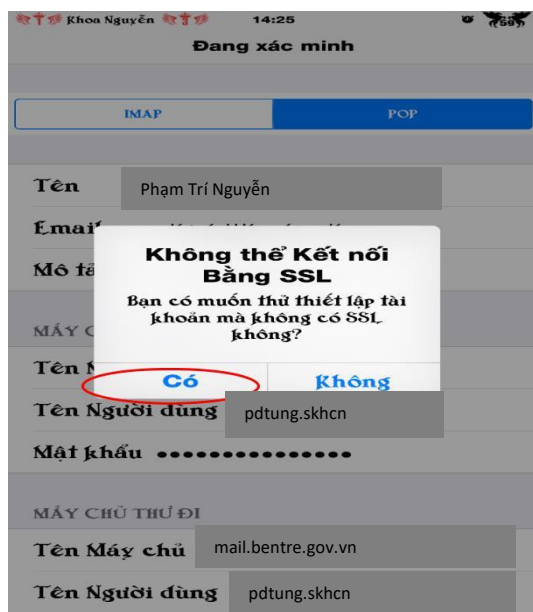 Khoa Nguyễn 14:25 59
Đang xác minh
IMAP POP
Tên Phạm Trí Nguyễn
Email
Mô tả
Không thể Kết nối
Bằng SSL
Bạn có muốn thử thiết lập tài
khoản mà không có SSL
không?
MÁY
Có Không
Tên
Tên Người dùng pdtung.skhcn
Mật khẩu
MÁY CHỦ THƯ ĐI
Tên Máy chủ mail.bentre.gov.vn
Tên Người dùng pdtung.skhcn